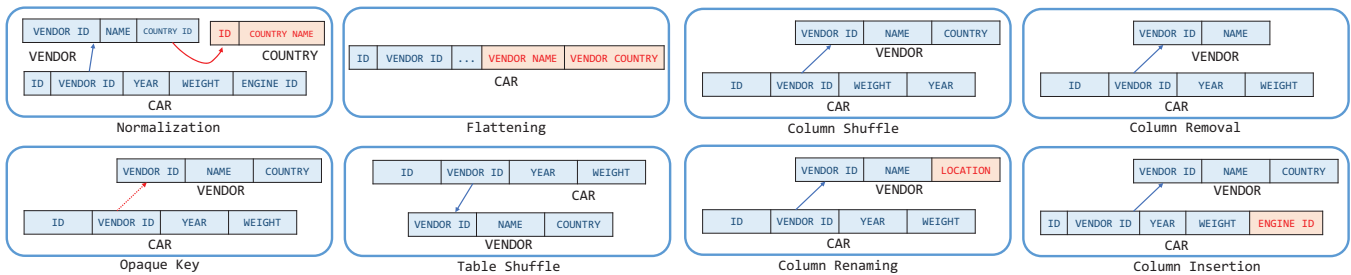 VENDOR ID NAME COUNTRY ID ID COUNTRY NAME
VENDOR COUNTRY
ID VENDOR ID YEAR WEIGHT ENGINE ID
CAR
Normalization
ID VENDOR ID ... VENDOR NAME VENDOR COUNTRY
CAR
Flattening
VENDOR ID NAME COUNTRY
VENDOR
ID VENDOR ID WEIGHT YEAR
CAR
Column Shuffle
VENDOR ID NAME
VENDOR
ID VENDOR ID YEAR WEIGHT
CAR
Column Removal
VENDOR ID NAME COUNTRY
VENDOR
ID VENDOR ID YEAR WEIGHT
CAR
Opaque Key
ID VENDOR ID YEAR WEIGHT
CAR
VENDOR ID NAME COUNTRY
VENDOR
Table Shuffle
VENDOR ID NAME LOCATION
VENDOR
ID VENDOR ID YEAR WEIGHT
CAR
Column Renaming
VENDOR ID NAME COUNTRY
VENDOR
ID VENDOR ID YEAR WEIGHT ENGINE ID
CAR
Column Insertion